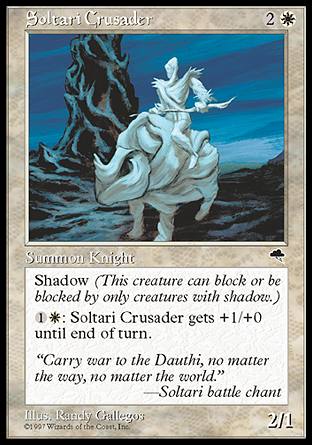 Soltari Crusader 2
Summon Knight
Shadow (This creature can block or be
blocked by only creatures with shadow.)
1: Soltari Crusader gets +1/+0
until end of turn.
“Carry war to the Dauthi, no matter
the way, no matter the world.”
—Soltari battle chant
Illus. Randy Gallegos
©1997 Wizards of the Coast, Inc.
2/1